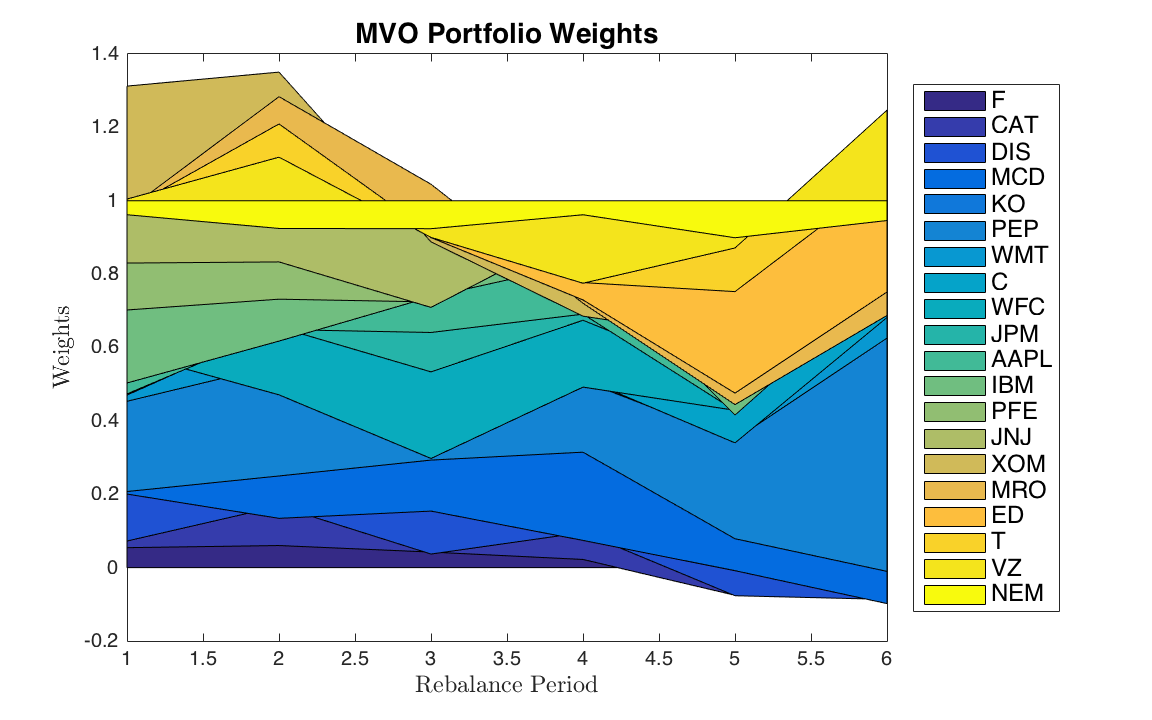 MVO Portfolio Weights
1.4
1.2
1
0.8
0.6
0.4
0.2
0
-0.2
Weights
1 1.5 2 2.5 3 3.5 4 4.5 5 5.5 6
Rebalance Period
F
CAT
DIS
MCD
KO
PEP
WMT
C
WFC
JPM
AAPL
IBM
PFE
JNJ
XOM
MRO
ED
T
VZ
NEM